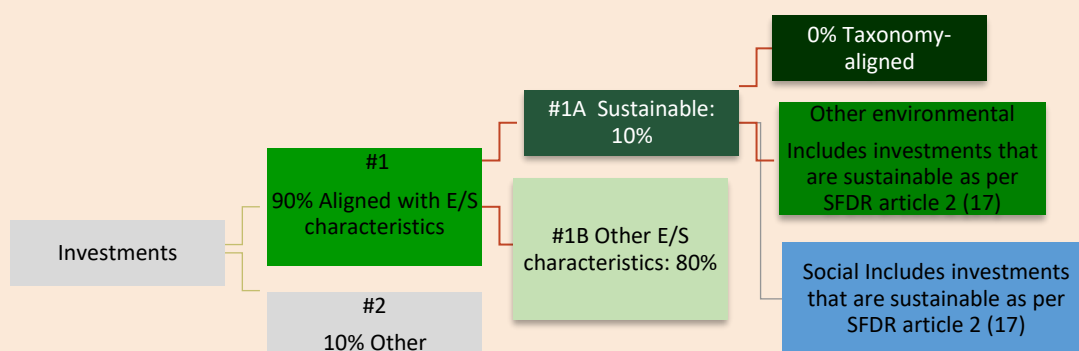 Investments
#1
90% Aligned with E/S
characteristics
#2
10% Other
#1A Sustainable:
10%
#1B Other E/S
characteristics: 80%
0% Taxonomy-
aligned
Other environmental
Includes investments that
are sustainable as per
SFDR article 2 (17)
Social Includes investments
that are sustainable as per
SFDR article 2 (17)